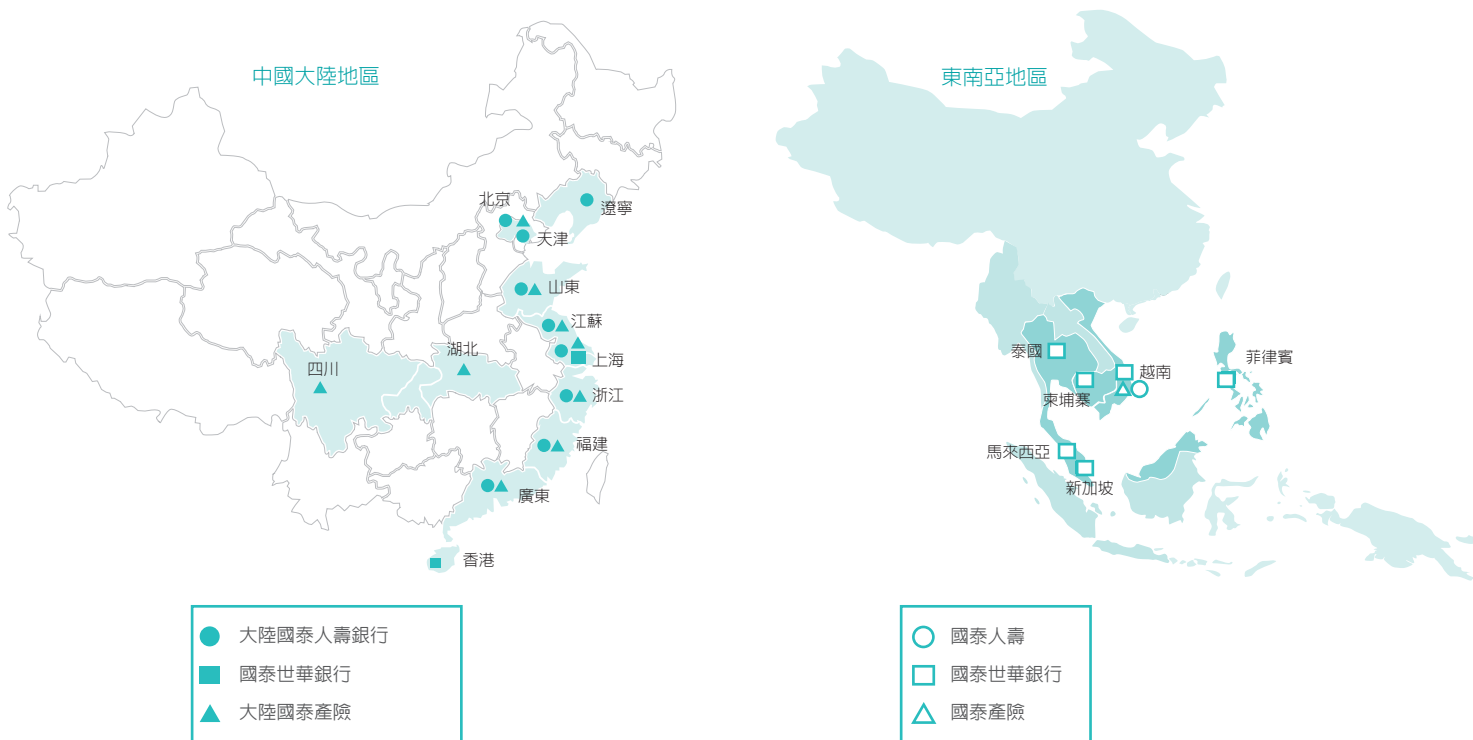 中國大陸地區
北京
遼寧
天津
山東
江蘇
上海
湖北
四川
浙江
福建
廣東
香港
大陸國泰人壽銀行
國泰世華銀行
大陸國泰產險
東南亞地區
泰國
菲律賓
越南
柬埔寨
馬來西亞
新加坡
國泰人壽
國泰世華銀行
國泰產險